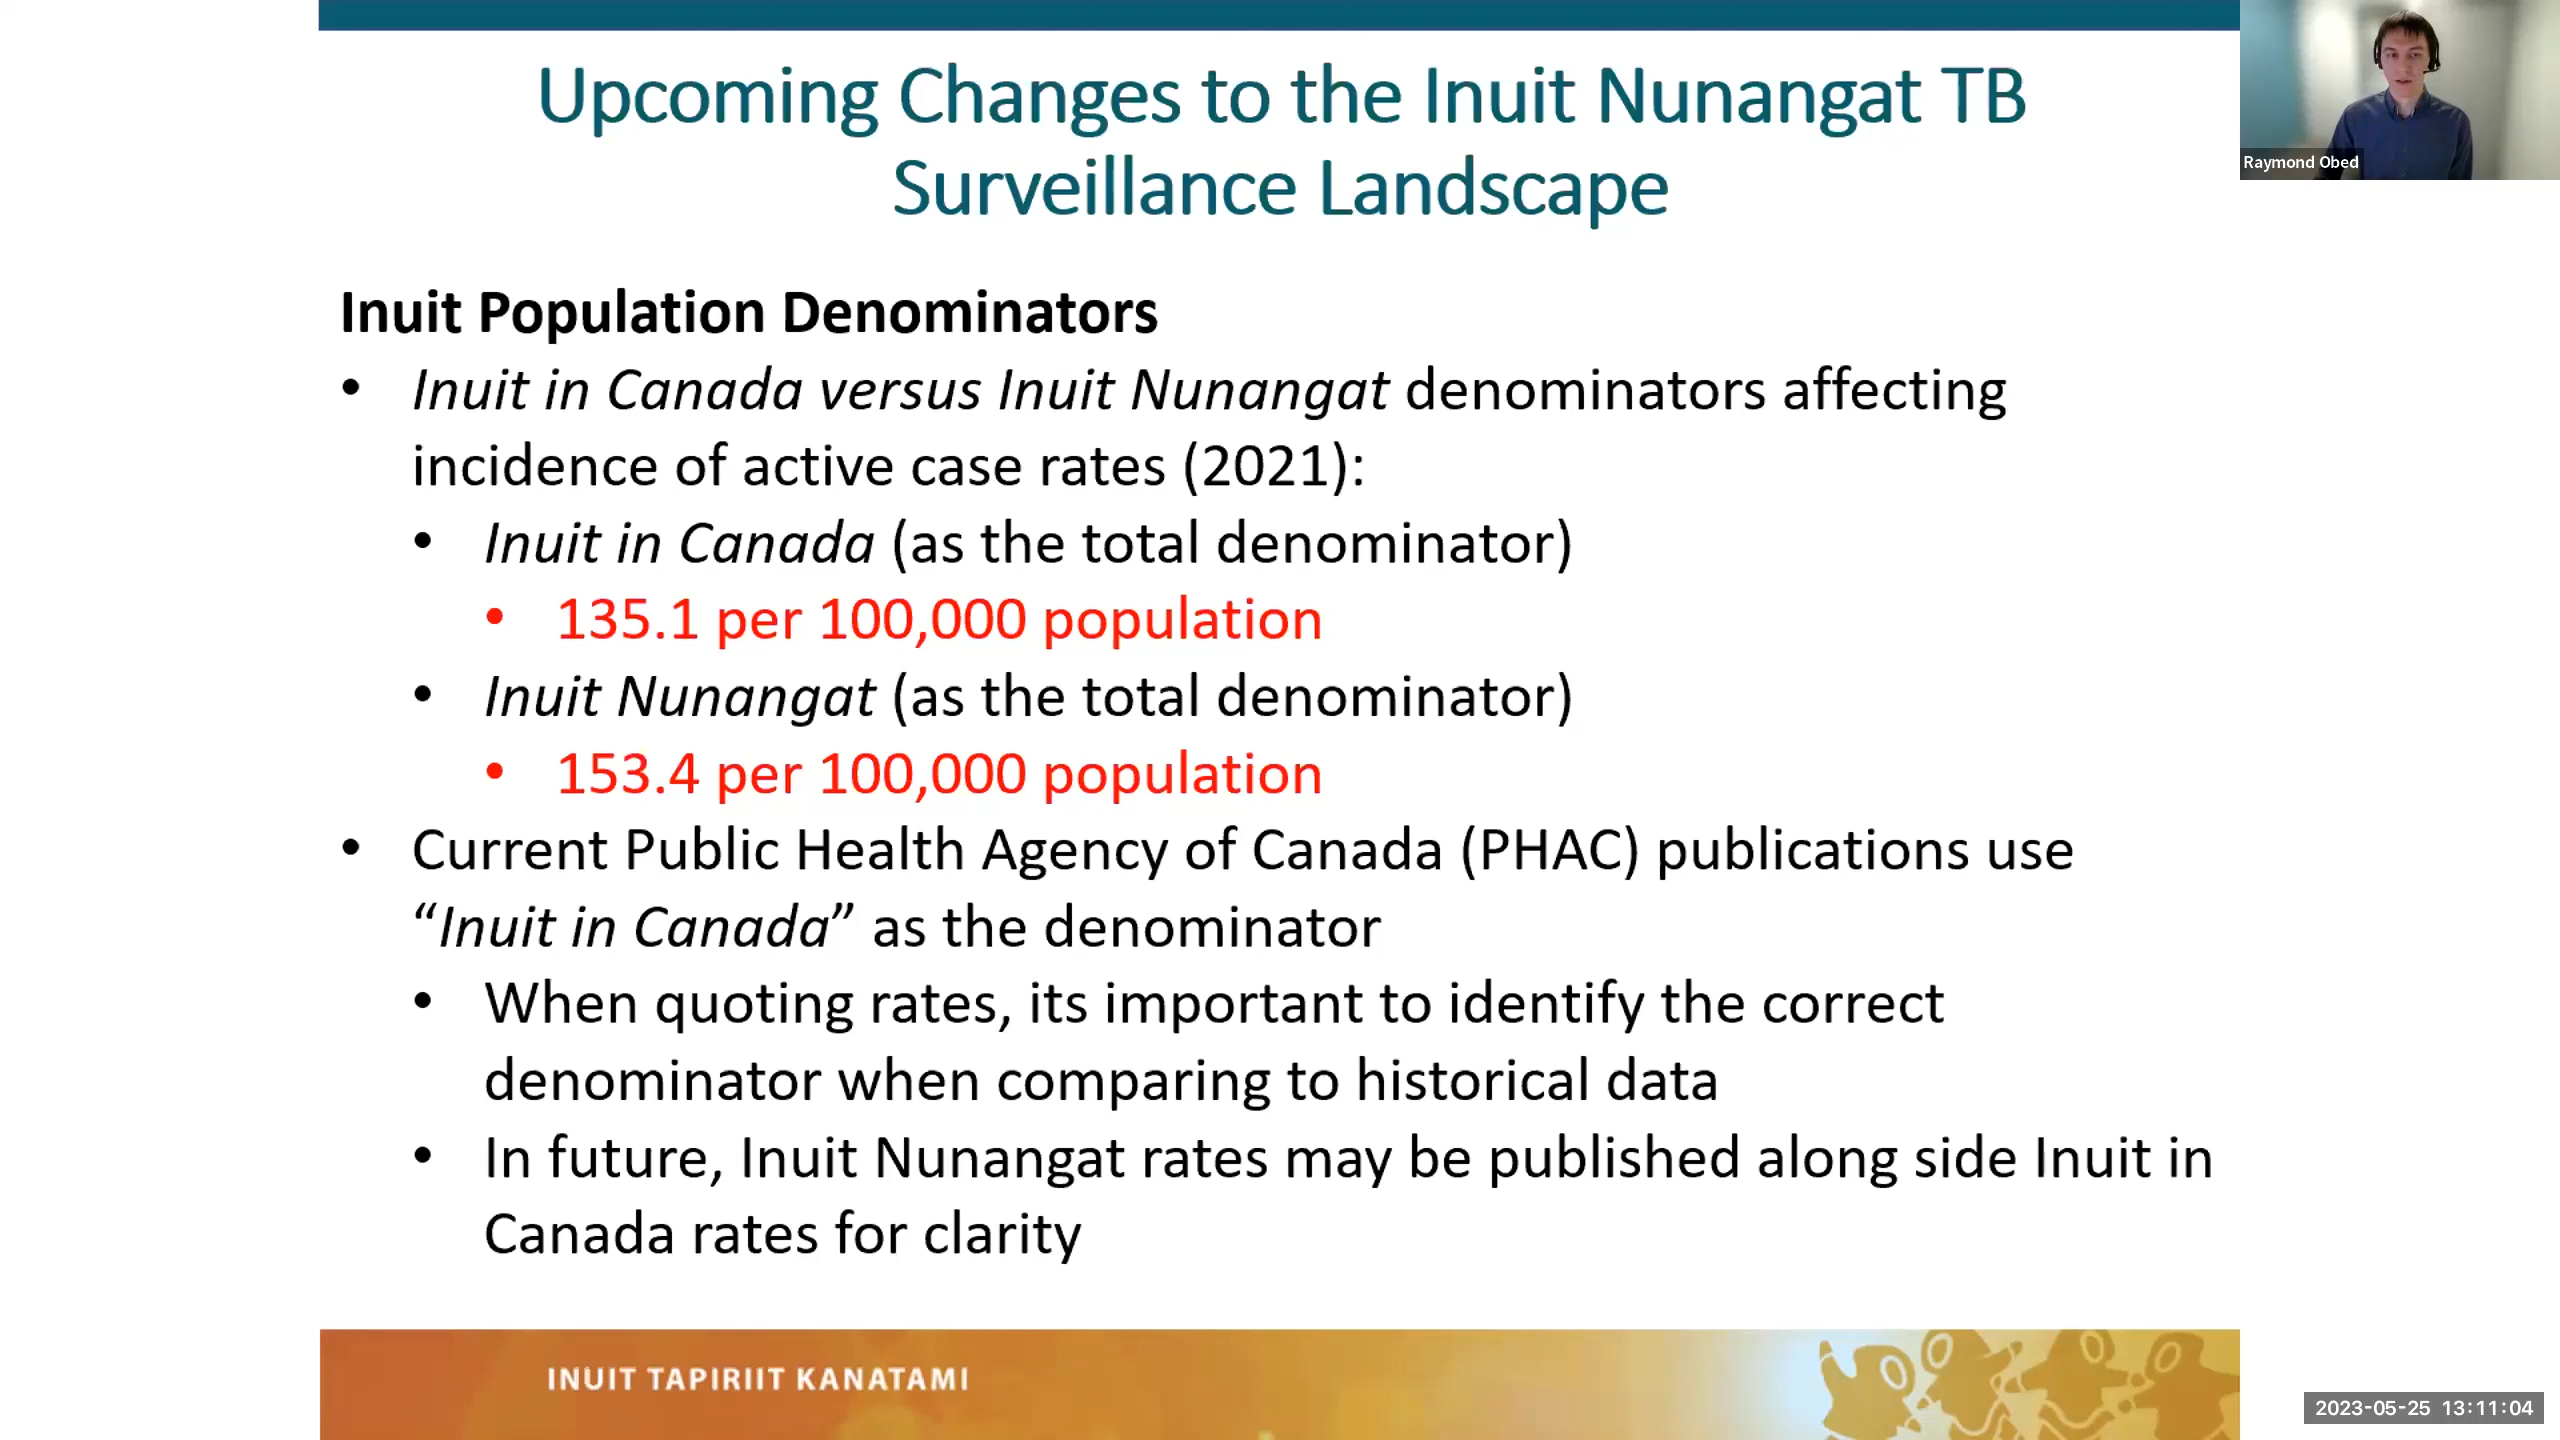 Upcoming Changes to the Inuit Nunangat TB
Surveillance Landscape
Raymond Obed
Inuit Population Denominators
• Inuit in Canada versus Inuit Nunangat denominators affecting
incidence of active case rates (2021):
• Inuit in Canada (as the total denominator)
• 135.1 per 100,000 population
• Inuit Nunangat (as the total denominator)
• 153.4 per 100,000 population
• Current Public Health Agency of Canada (PHAC) publications use
“Inuit in Canada” as the denominator
• When quoting rates, its important to identify the correct
denominator when comparing to historical data
• In future, Inuit Nunangat rates may be published along side Inuit in
Canada rates for clarity
INUIT TAPIRIIT KANATAMI
2023-05-25 13:11:04